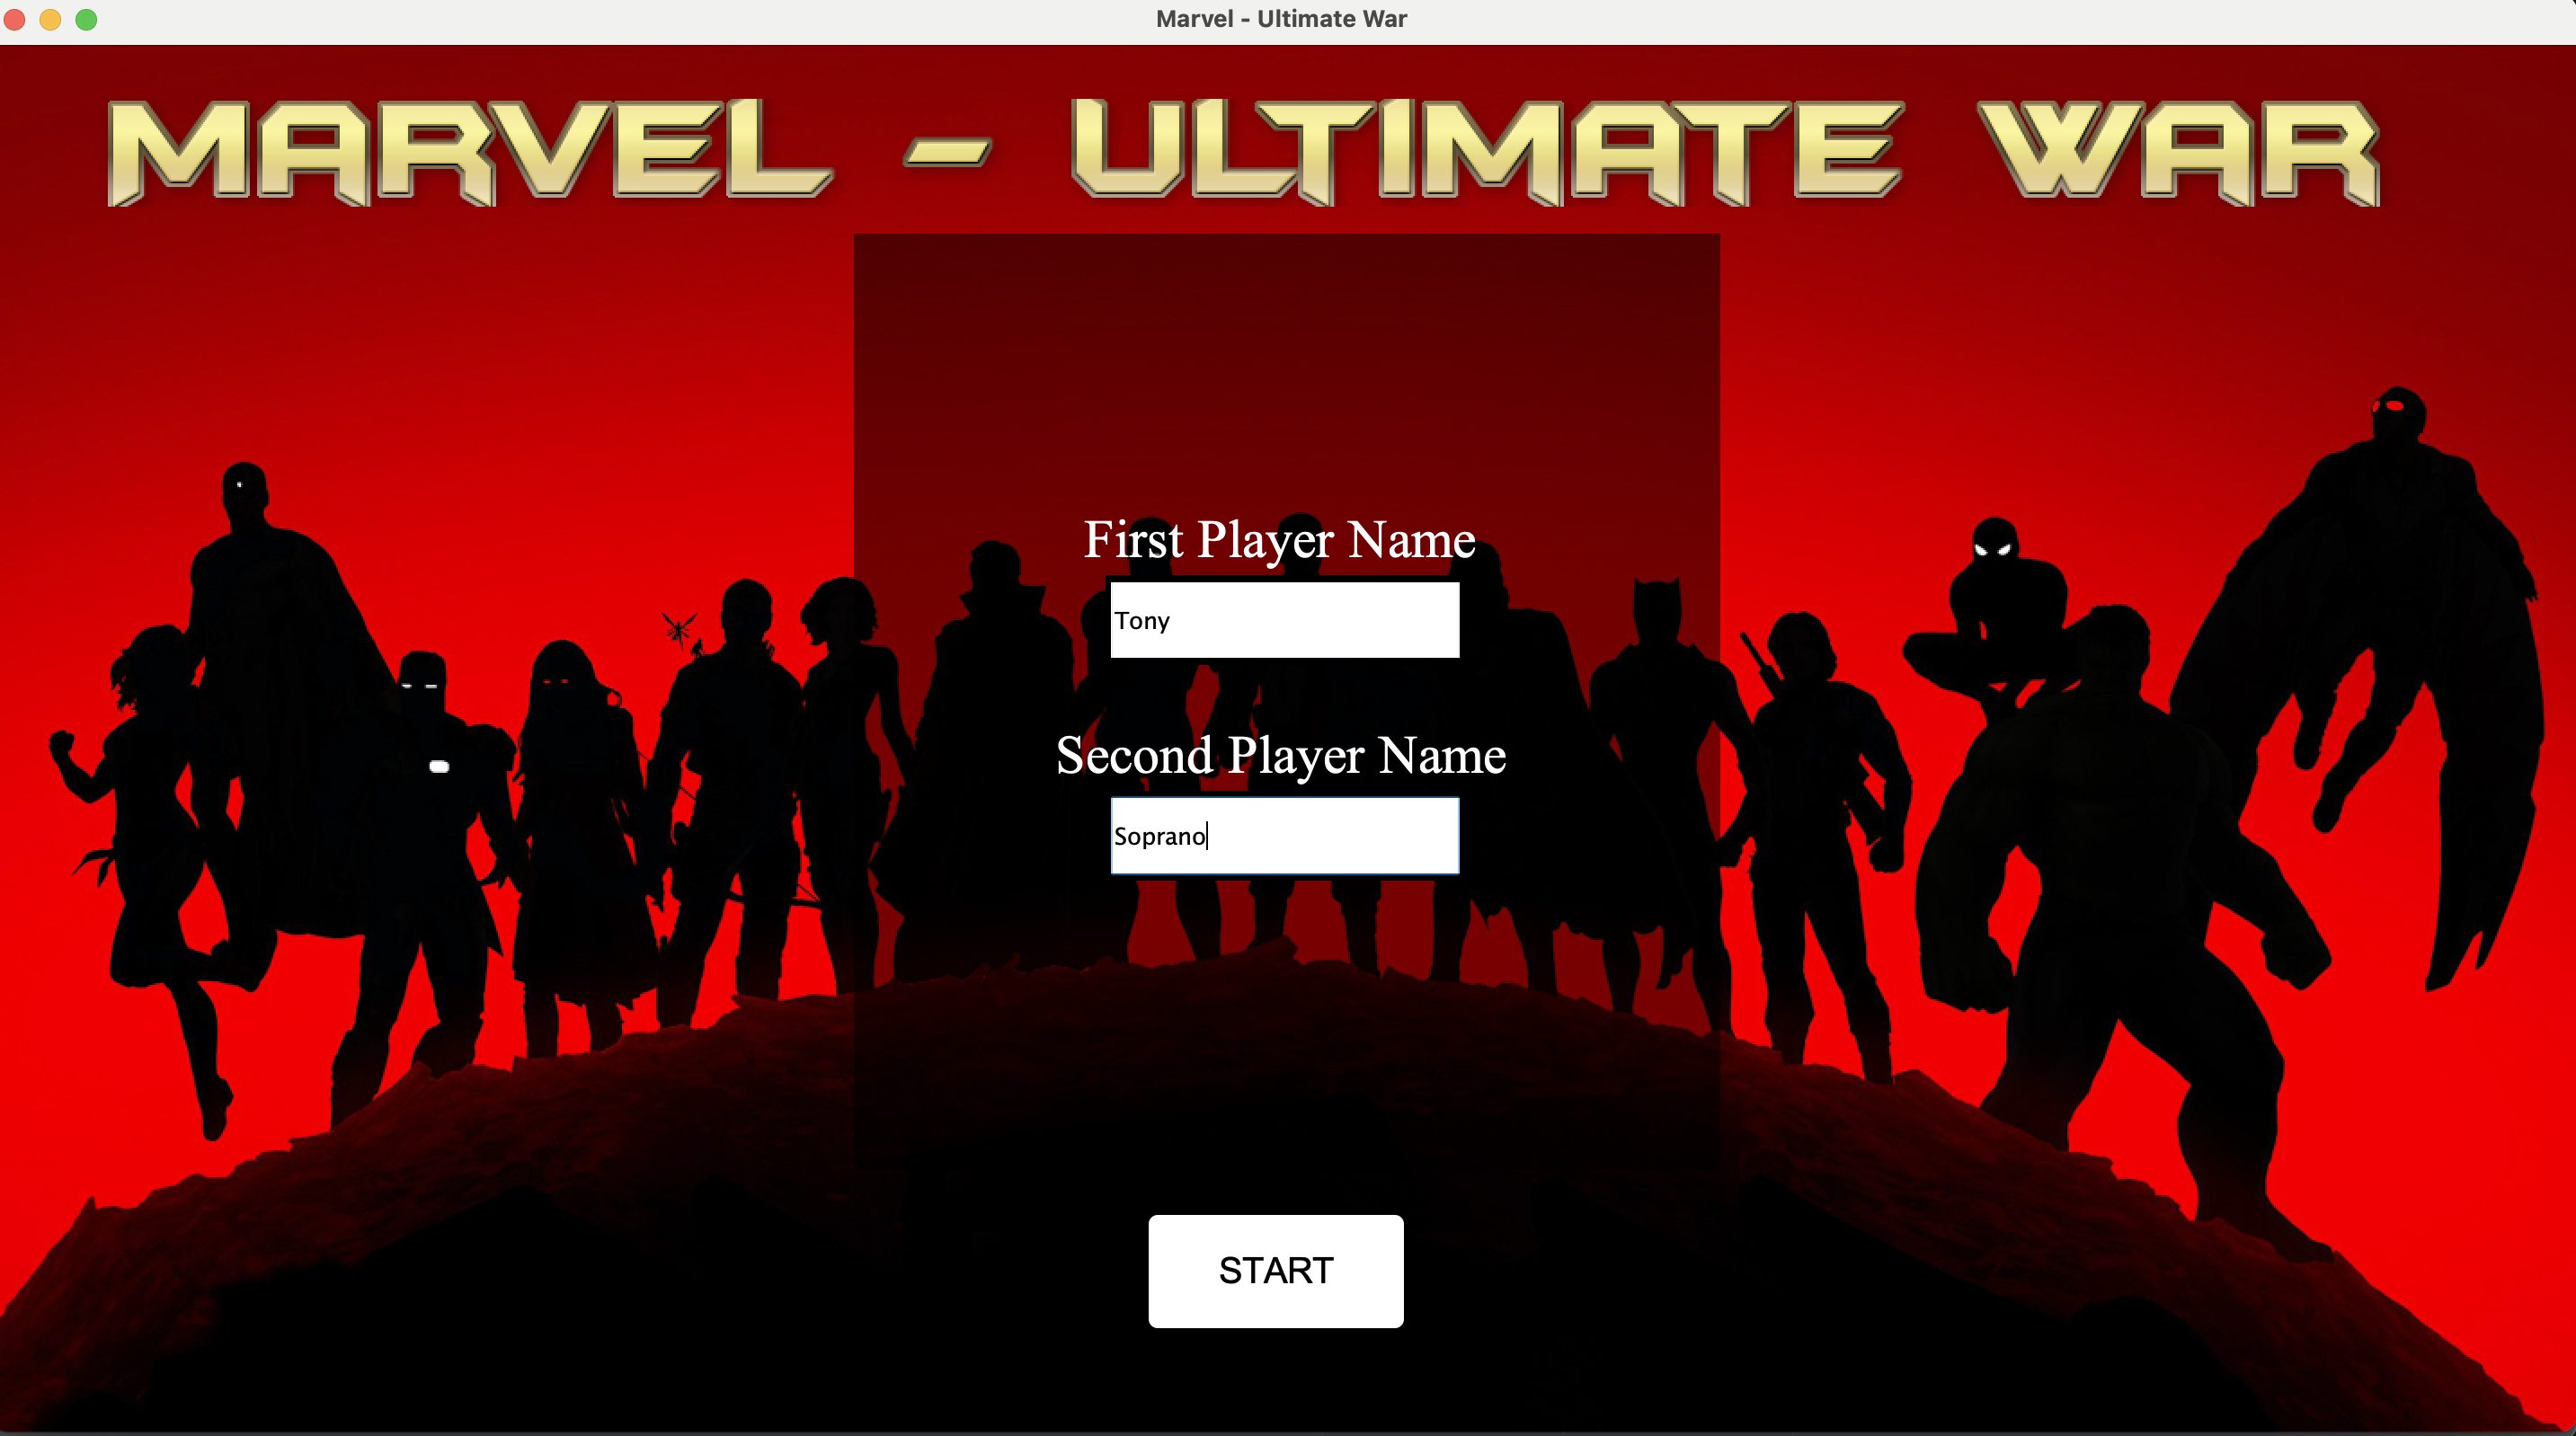 Marvel - Ultimate War
MARVEL - ULTIMATE WAR
First Player Name
Tony
Second Player Name
Soprano
START